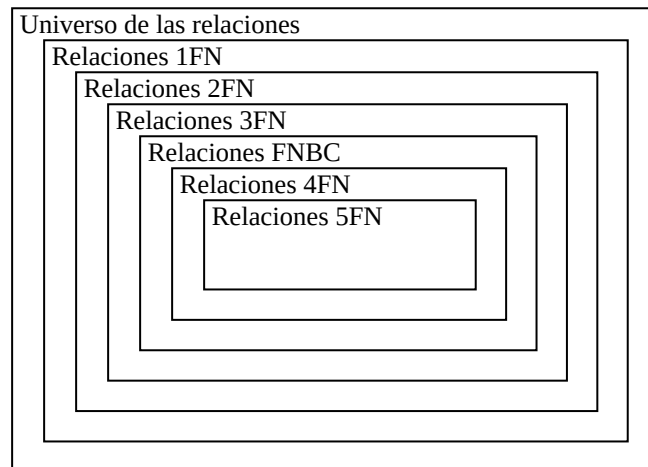 Universo de las relaciones
Relaciones 1FN
Relaciones 2FN
Relaciones 3FN
Relaciones FNBC
Relaciones 4FN
Relaciones 5FN